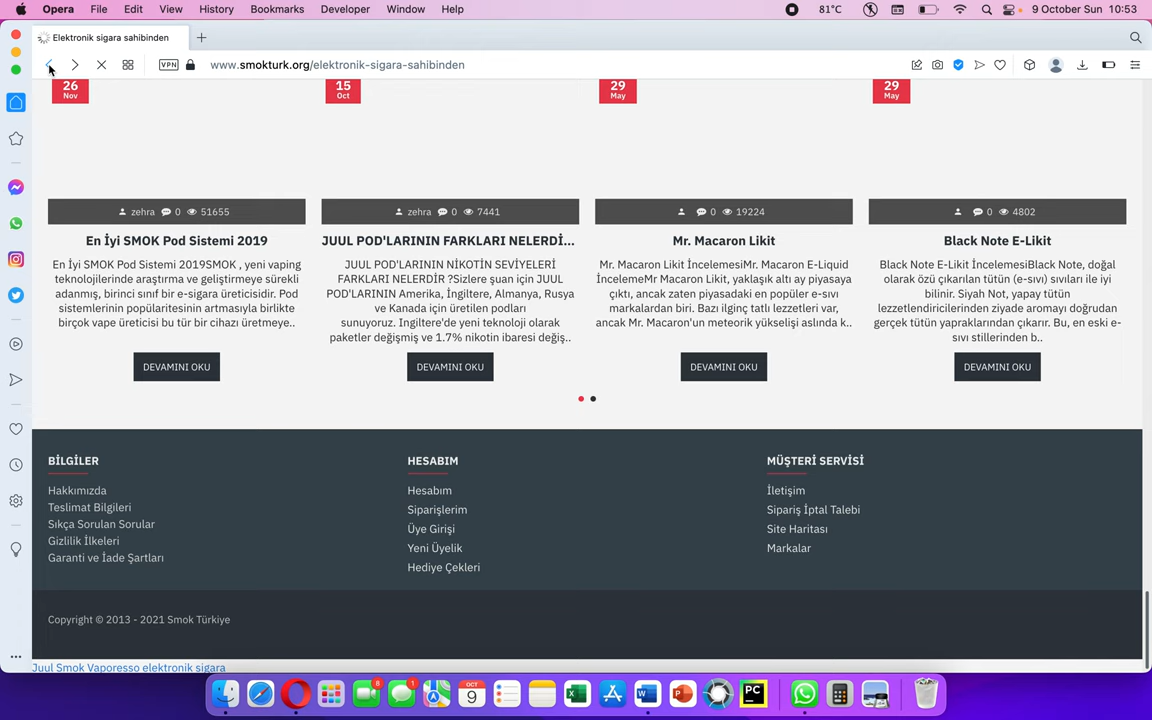 Opera File Edit View History Bookmarks Developer Window Help 81°C 9 October Sun 10:53
Elektronik sigara sahibinden
VPN www.smokturk.org/elektronik-sigara-sahibinden
26 Nov
15 Oct
29 May
29 May
zehra 0 51655
zehra 0 7441
0 19224
0 4802
En İyi SMOK Pod Sistemi 2019
En İyi SMOK Pod Sistemi 2019SMOK , yeni vaping
teknolojilerinde araştırma ve geliştirmeye sürekli
adanmış, birinci sınıf bir e-sigara üreticisidir. Pod
sistemlerinin popülaritesinin artmasıyla birlikte
birçok vape üreticisi bu tür bir cihazı üretmeye..
DEVAMINI OKU
JUUL POD'LARININ FARKLARI NELERDİ...
JUUL POD'LARININ NİKOTİN SEVİYELERİ
FARKLARI NELERDİR ?Sizlere şuan için JUUL
POD'LARININ Amerika, İngiltere, Almanya, Rusya
ve Kanada için üretilen podları
sunuyoruz. Ingiltere'de yeni teknoloji olarak
paketler değişmiş ve 1.7% nikotin ibaresi değiş..
DEVAMINI OKU
Mr. Macaron Likit
Mr. Macaron Likit İncelemesiMr. Macaron E-Liquid
İncelemeMr Macaron Likit, yaklaşık altı ay piyasaya
çıktı, ancak zaten piyasadaki en popüler e-sıvı
markalardan biri. Bazı ilginç tatlı lezzetleri var,
ancak Mr. Macaron'un meteorik yükselişi aslında k..
DEVAMINI OKU
Black Note E-Likit
Black Note E-Likit İncelemesiBlack Note, doğal
olarak özü çıkarılan tütün (e-sıvı) sıvıları ile iyi
bilinir. Siyah Not, yapay tütün
lezzetlendiricilerinden ziyade aromayı doğrudan
gerçek tütün yapraklarından çıkarır. Bu, en eski e-
sıvı stillerinden b..
DEVAMINI OKU
BİLGİLER
Hakkımızda
Teslimat Bilgileri
Sıkça Sorulan Sorular
Gizlilik İlkeleri
Garanti ve İade Şartları
HESABIM
Hesabım
Siparişlerim
Üye Girişi
Yeni Üyelik
Hediye Çekleri
MÜŞTERİ SERVİSİ
İletişim
Sipariş İptal Talebi
Site Haritası
Markalar
Copyright © 2013 - 2021 Smok Türkiye
Juul Smok Vaporesso elektronik sigara
8
1
OCT
9
PC